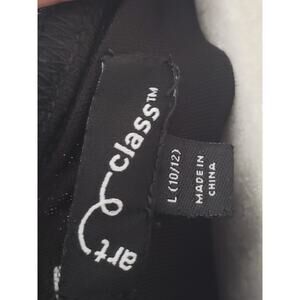 art class™
L (10/12)
MADE IN
CHINA